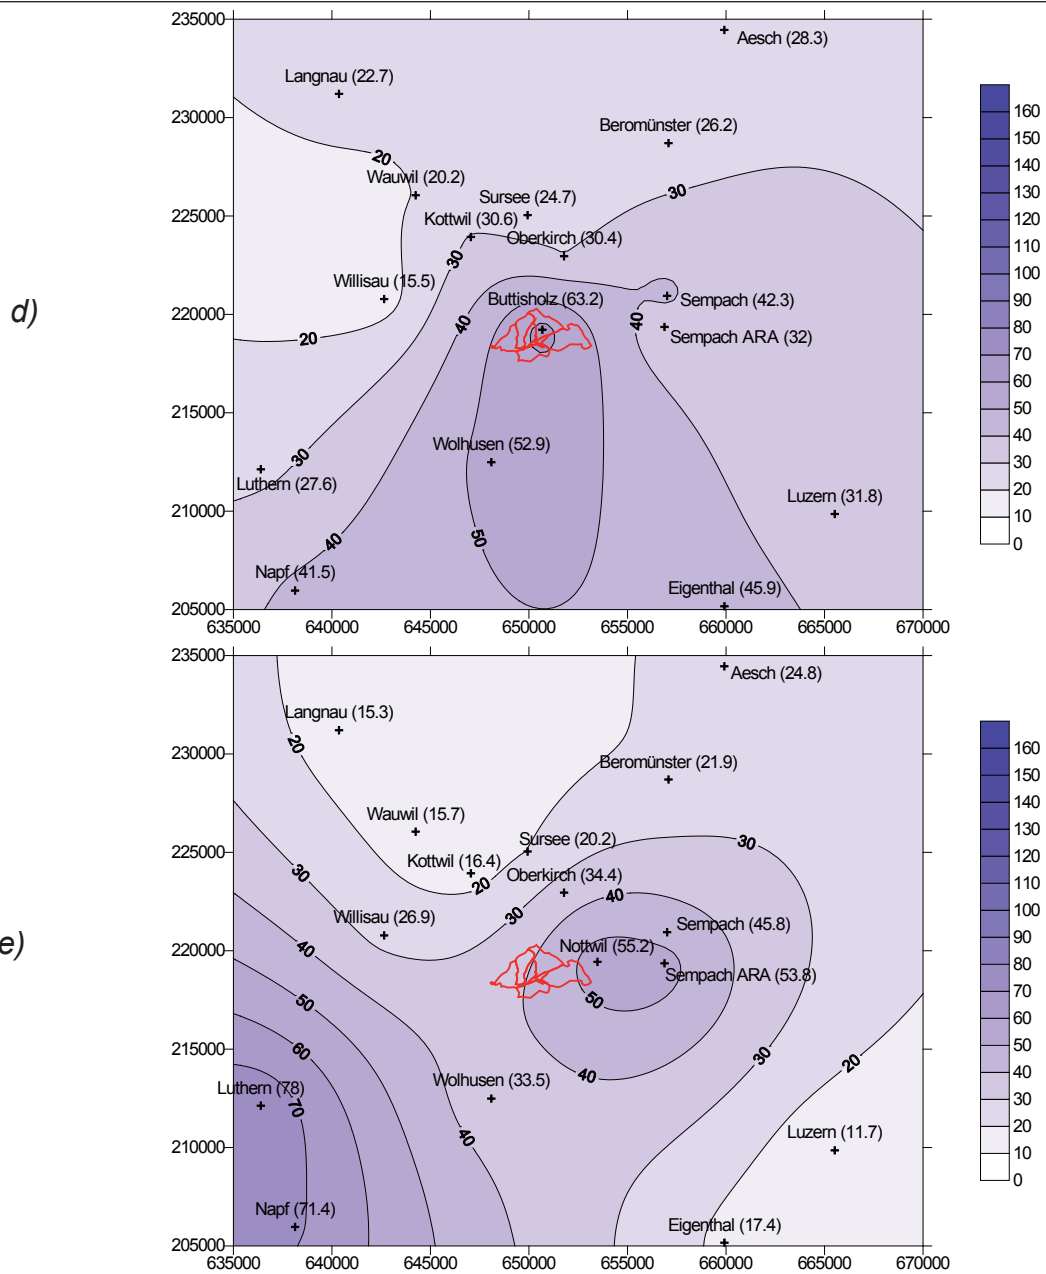 d)
235000
230000
225000
220000
215000
210000
205000
635000 640000 645000 650000 655000 660000 665000 670000
Aesch (28.3)
Langnau (22.7)
Beromünster (26.2)
20
Wauwil (20.2)
30
Sursee (24.7)
Kottwil (30.6)
Oberkirch (30.4)
30
Willisau (15.5)
Buttisholz (63.2)
Sempach (42.3)
40
40
Sempach ARA (32)
20
Wolhusen (52.9)
30
Luthern (27.6)
Luzern (31.8)
50
40
Napf (41.5)
Eigenthal (45.9)
160
150
140
130
120
110
100
90
80
70
60
50
40
30
20
10
0
e)
235000
230000
225000
220000
215000
210000
205000
635000 640000 645000 650000 655000 660000 665000 670000
Aesch (24.8)
Langnau (15.3)
20
Beromünster (21.9)
Wauwil (15.7)
Sursee (20.2)
30
Kottwil (16.4)
30
20
Oberkirch (34.4)
40
Willisau (26.9)
30
Sempach (45.8)
40
Nottwil (55.2)
Sempach ARA (53.8)
50
50
60
30
20
Luthern (78)
40
Wolhusen (33.5)
70
40
Luzern (11.7)
Napf (71.4)
Eigenthal (17.4)
160
150
140
130
120
110
100
90
80
70
60
50
40
30
20
10
0